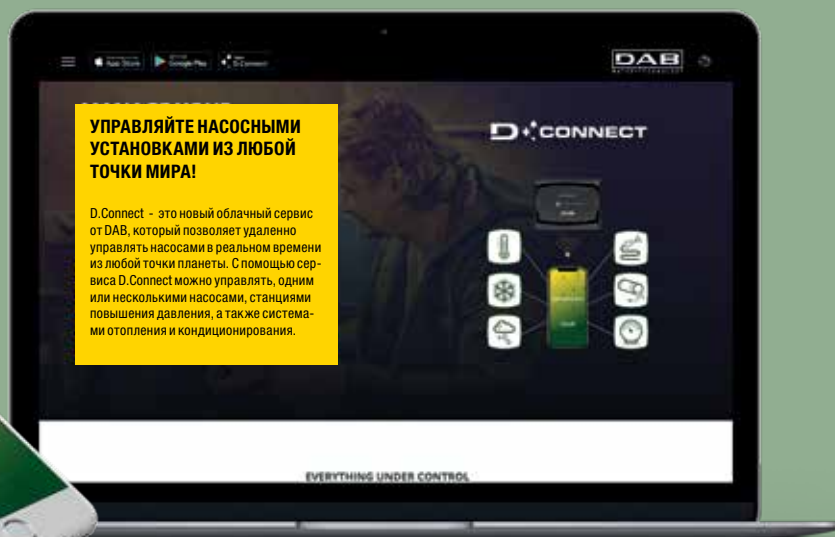 App Store
Google Play
D.Connect
DAB
УПРАВЛЯЙТЕ НАСОСНЫМИ
УСТАНОВКАМИ ИЗ ЛЮБОЙ
ТОЧКИ МИРА!
D.Connect - это новый облачный сервис
от DAB, который позволяет удаленно
управлять насосами в реальном времени
из любой точки планеты. С помощью сер-
виса D.Connect можно управлять, одним
или несколькими насосами, станциями
повышения давления, а также система-
ми отопления и кондиционирования.
D CONNECT
EVERYTHING UNDER CONTROL